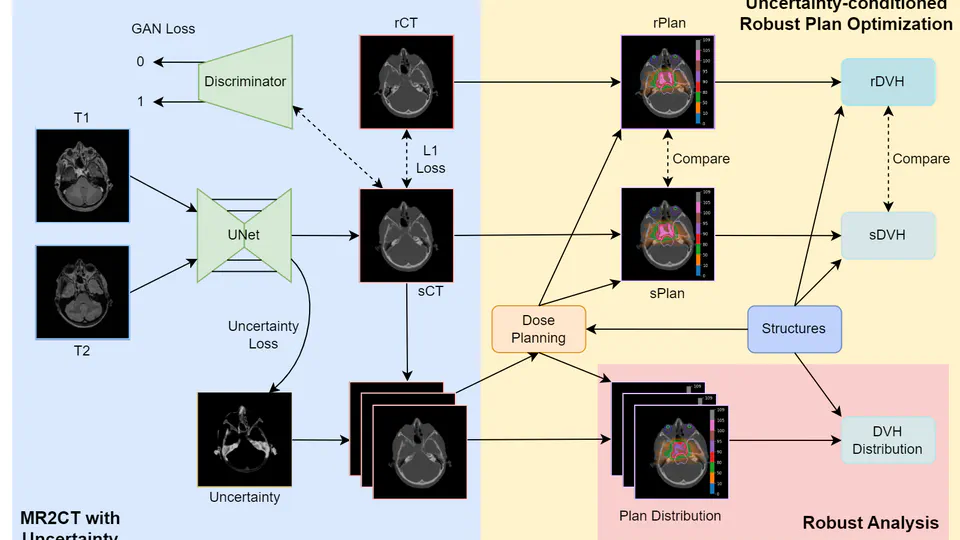 Uncertainty-conditioned
Robust Plan Optimization
GAN Loss
0
1
Discriminator
rCT
rPlan
rDVH
T1
L1
Loss
Compare
Compare
UNet
sCT
sPlan
sDVH
T2
Uncertainty
Loss
Dose
Planning
Structures
Uncertainty
Plan Distribution
DVH
Distribution
MR2CT with
Uncertainty
Robust Analysis